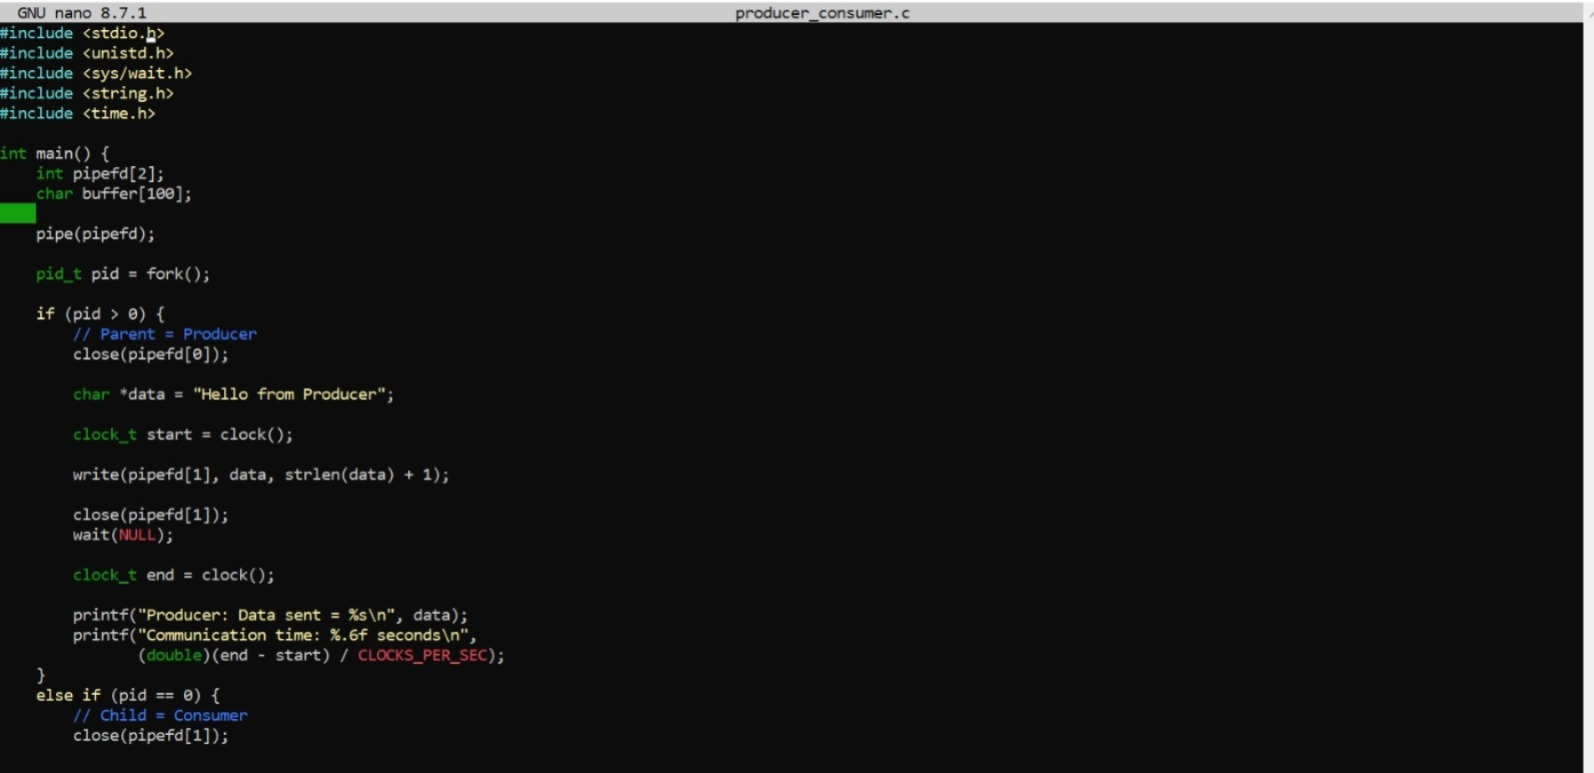 GNU nano 8.7.1 producer_consumer.c
#include <stdio.h>
#include <unistd.h>
#include <sys/wait.h>
#include <string.h>
#include <time.h>
int main() {
    int pipefd[2];
    char buffer[100];
    pipe(pipefd);
    pid_t pid = fork();
    if (pid > 0) {
        // Parent = Producer
        close(pipefd[0]);
        char *data = "Hello from Producer";
        clock_t start = clock();
        write(pipefd[1], data, strlen(data) + 1);
        close(pipefd[1]);
        wait(NULL);
        clock_t end = clock();
        printf("Producer: Data sent = %s\n", data);
        printf("Communication time: %.6f seconds\n",
               (double)(end - start) / CLOCKS_PER_SEC);
    }
    else if (pid == 0) {
        // Child = Consumer
        close(pipefd[1]);